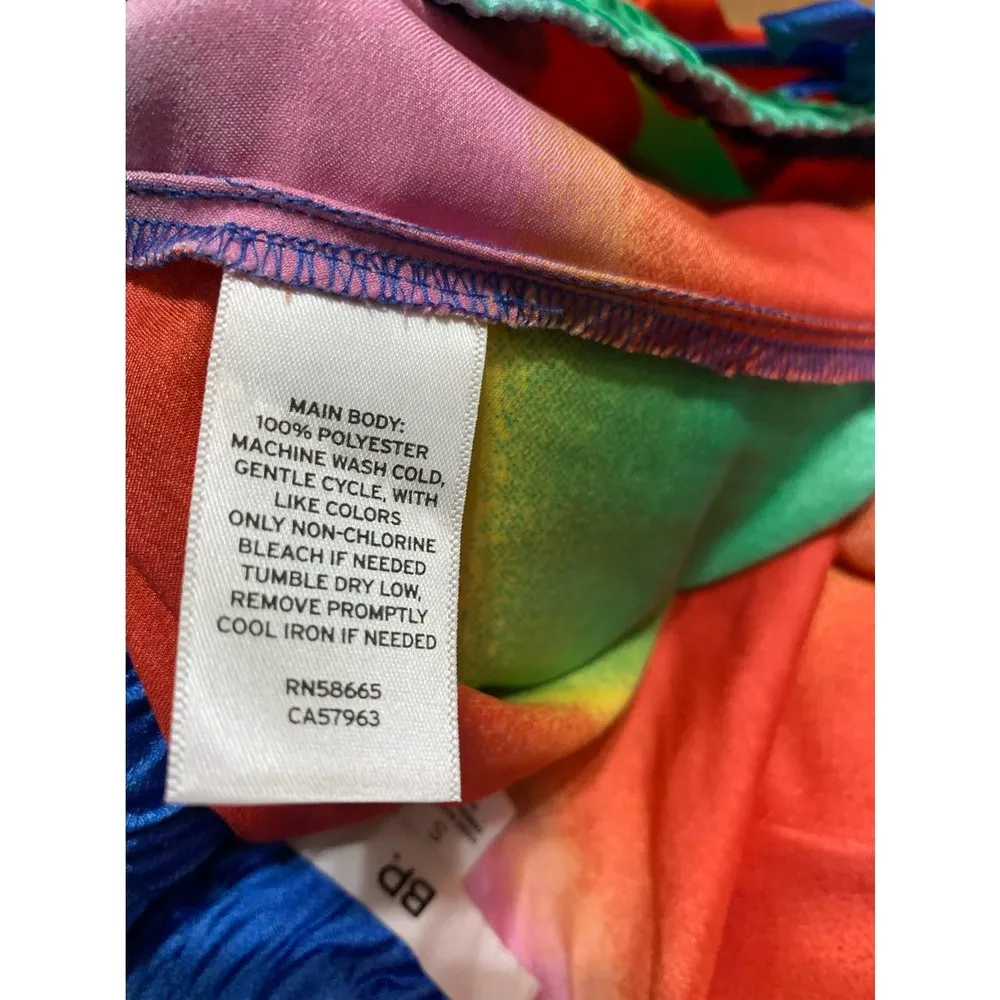 MAIN BODY:
100% POLYESTER
MACHINE WASH COLD,
GENTLE CYCLE, WITH
LIKE COLORS
ONLY NON-CHLORINE
BLEACH IF NEEDED
TUMBLE DRY LOW,
REMOVE PROMPTLY
COOL IRON IF NEEDED
RN58665
CA57963
BP.
S